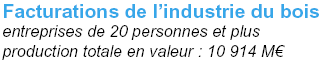 Facturations de l'industrie du bois
entreprises de 20 personnes et plus
production totale en valeur : 10 914 M€